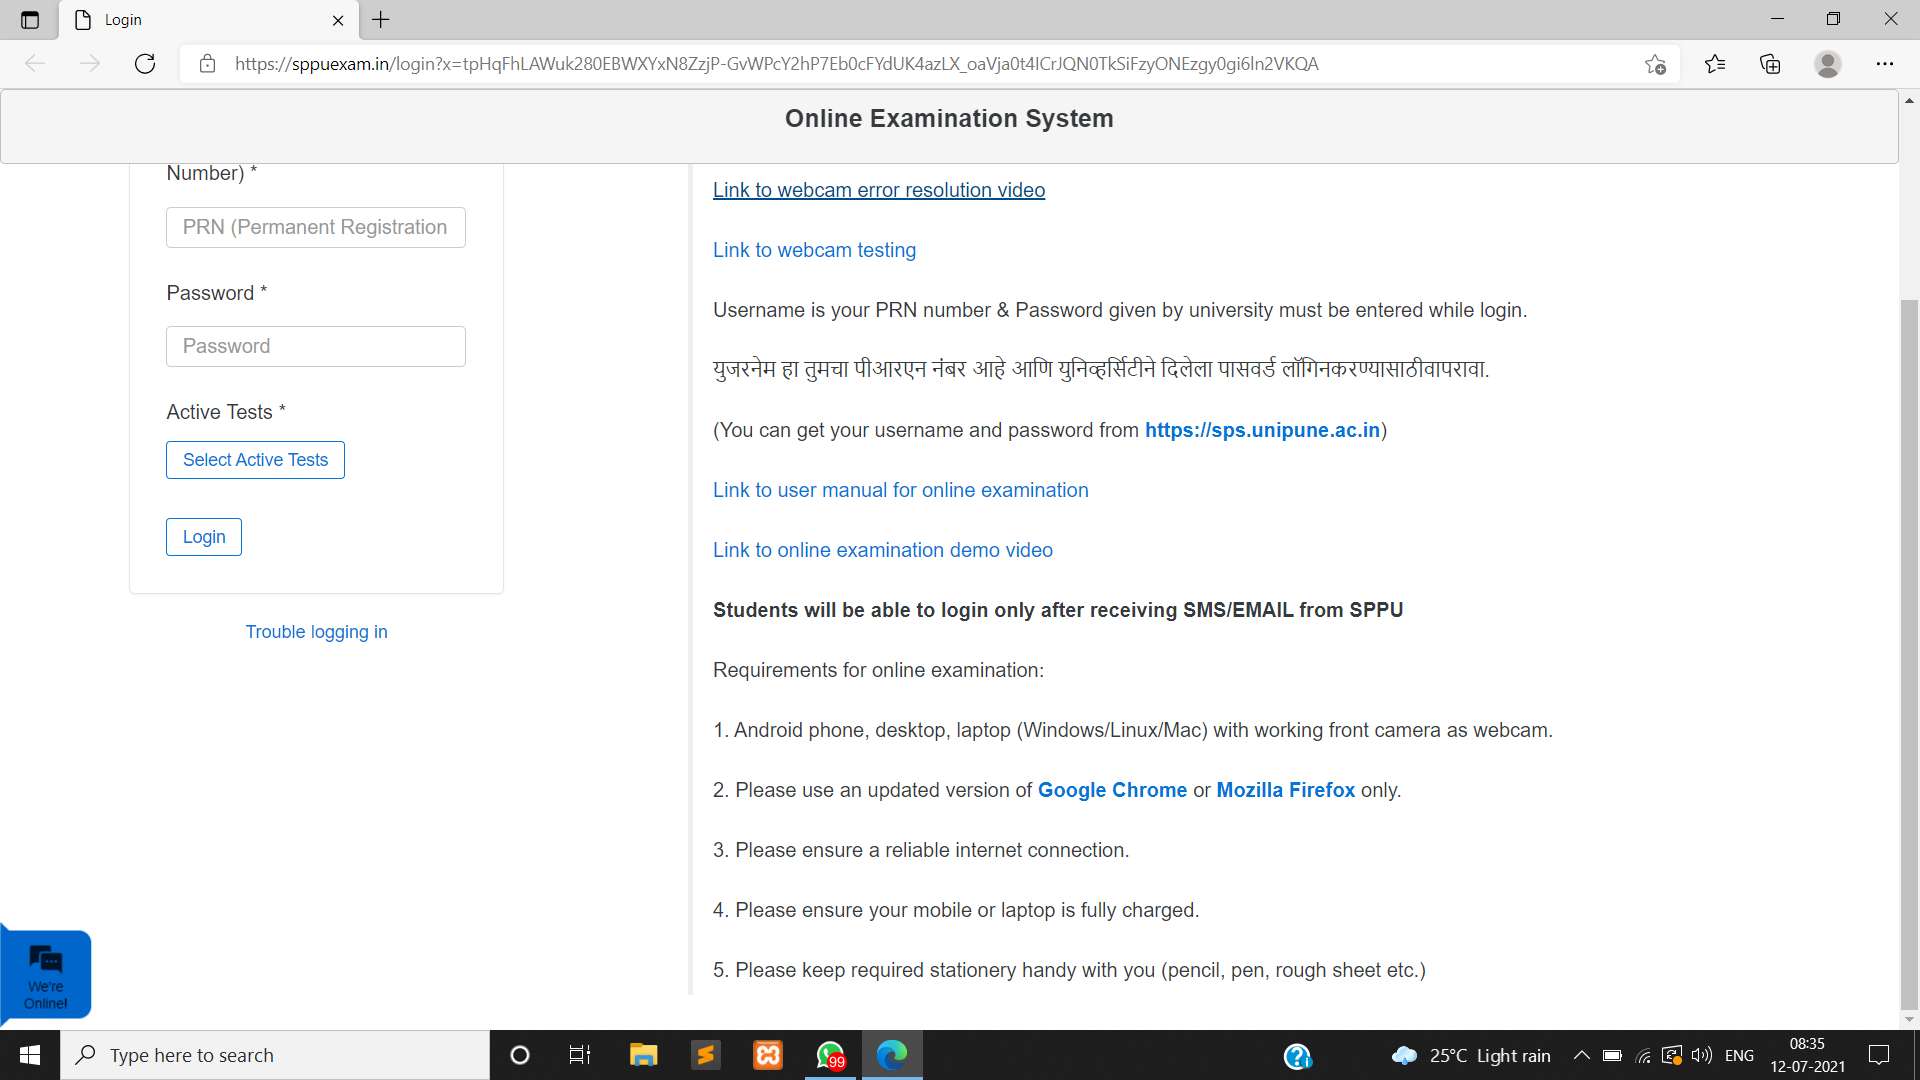 Login
https://sppuexam.in/login?x=tpHqFhLAWuk280EBWXYxN8ZzjP-GvWPcY2hP7Eb0cFYdUK4azLX_oaVja0t4ICrJQN0TkSiFzyONEzgy0gi6ln2VKQA
Online Examination System
Number) *
PRN (Permanent Registration
Password *
Password
Active Tests *
Select Active Tests
Login
Trouble logging in
Link to webcam error resolution video
Link to webcam testing
Username is your PRN number & Password given by university must be entered while login.
युजरनेम हा तुमचा पीआरएन नंबर आहे आणि युनिव्हर्सिटीने दिलेला पासवर्ड लॉगिनकरण्यासाठीवापरावा.
(You can get your username and password from https://sps.unipune.ac.in)
Link to user manual for online examination
Link to online examination demo video
Students will be able to login only after receiving SMS/EMAIL from SPPU
Requirements for online examination:
1. Android phone, desktop, laptop (Windows/Linux/Mac) with working front camera as webcam.
2. Please use an updated version of Google Chrome or Mozilla Firefox only.
3. Please ensure a reliable internet connection.
4. Please ensure your mobile or laptop is fully charged.
5. Please keep required stationery handy with you (pencil, pen, rough sheet etc.)
We're
Online!
Type here to search
99
25°C Light rain
ENG
08:35
12-07-2021